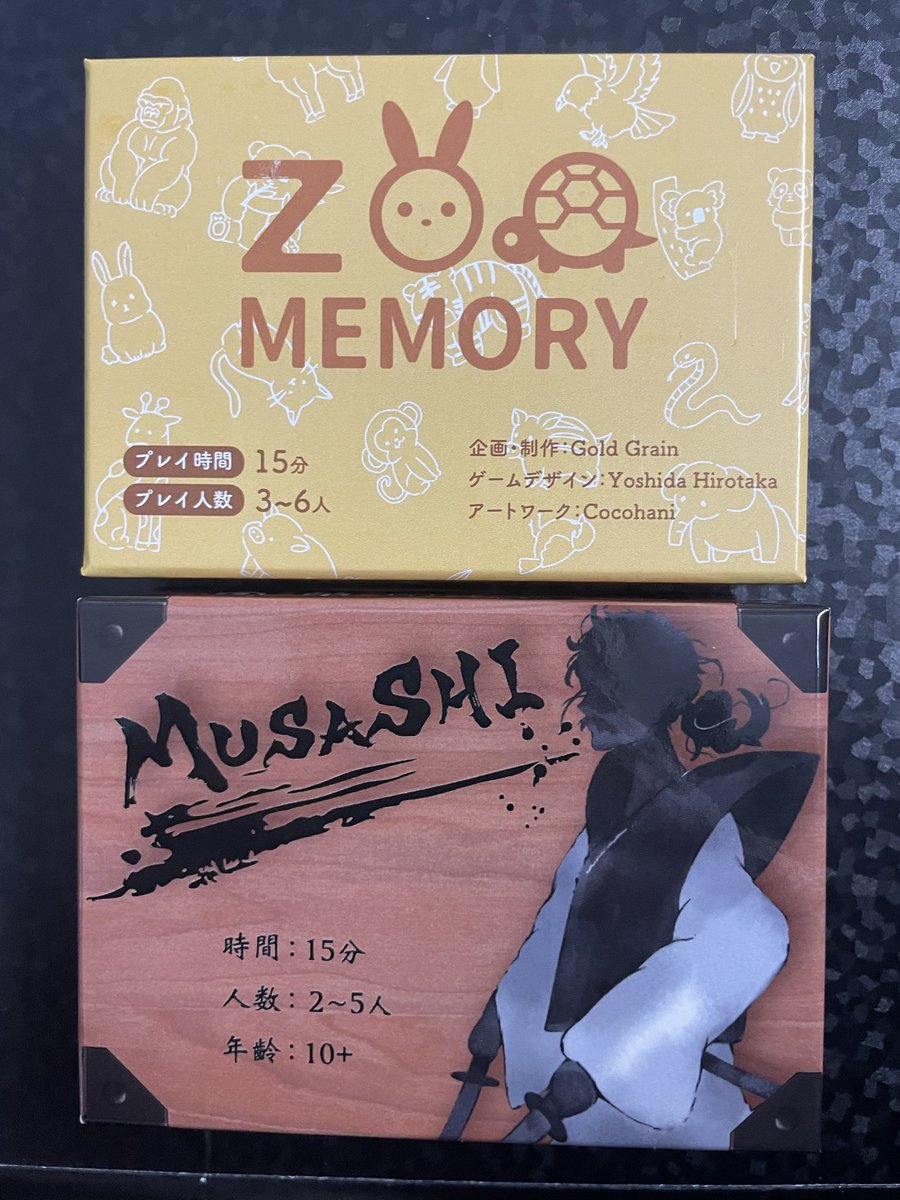 ZOO
MEMORY
プレイ時間 15分
プレイ人数 3~6人
企画・制作：Gold Grain
ゲームデザイン：Yoshida Hirotaka
アートワーク：Cocohani
MUSASHI
時間：15分
人数：2~5人
年齢：10+